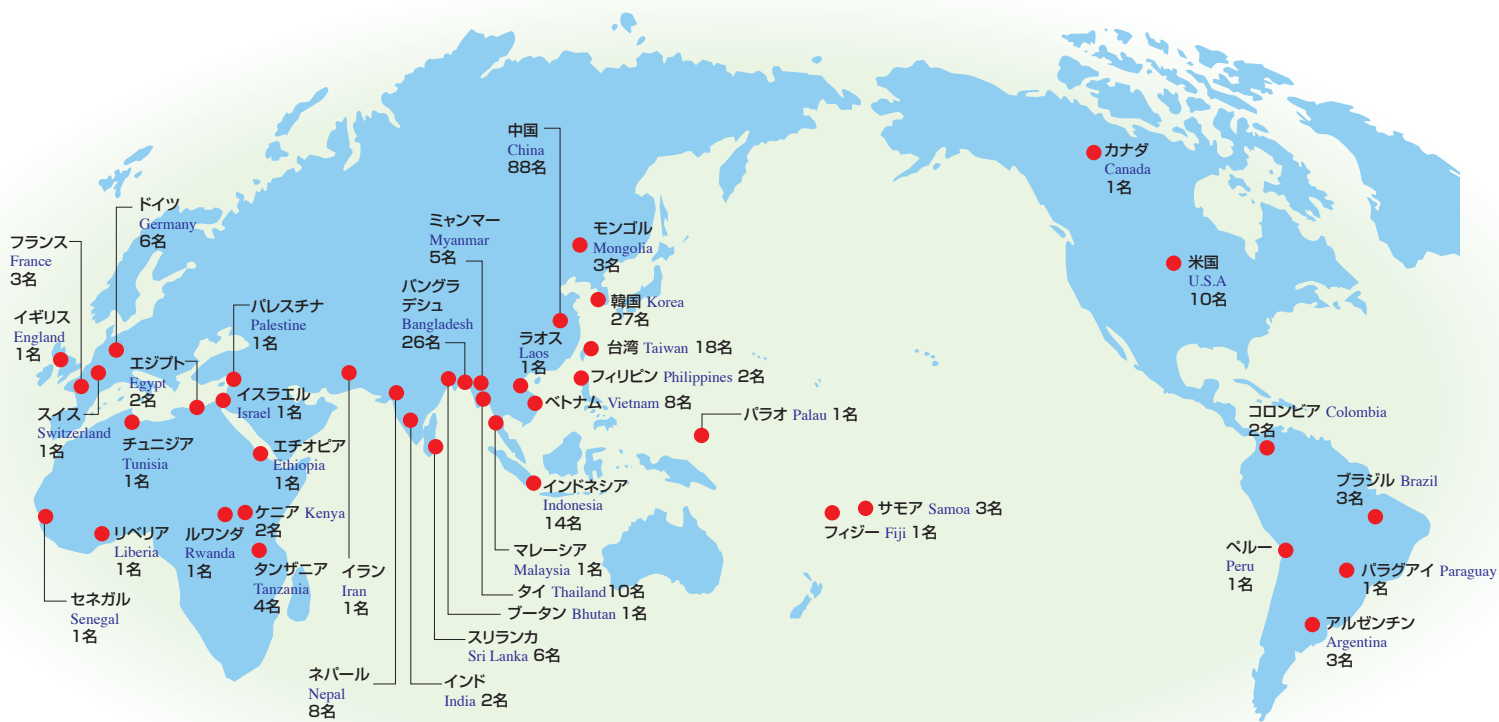 中国
China
88名
カナダ
Canada
1名
ドイツ
Germany
6名
ミャンマー
Myanmar
5名
モンゴル
Mongolia
3名
フランス
France
3名
米国
U.S.A
10名
バングラ
デシュ
Bangladesh
26名
パレスチナ
Palestine
1名
韓国 Korea
27名
イギリス
England
1名
ラオス
Laos
1名
台湾 Taiwan 18名
エジプト
Egypt
2名
フィリピン Philippines 2名
イスラエル
Israel 1名
ベトナム Vietnam 8名
スイス
Switzerland
1名
パラオ Palau 1名
コロンビア Colombia
2名
チュニジア
Tunisia
1名
エチオピア
Ethiopia
1名
ブラジル Brazil
3名
インドネシア
Indonesia
14名
サモア Samoa 3名
フィジー Fiji 1名
ケニア Kenya
2名
リベリア
Liberia
1名
ルワンダ
Rwanda
1名
タンザニア
Tanzania
4名
イラン
Iran
1名
マレーシア
Malaysia 1名
ペルー
Peru
1名
パラグアイ Paraguay
1名
タイ Thailand10名
セネガル
Senegal
1名
ブータン Bhutan 1名
アルゼンチン
Argentina
3名
スリランカ
Sri Lanka 6名
ネパール
Nepal
8名
インド
India 2名